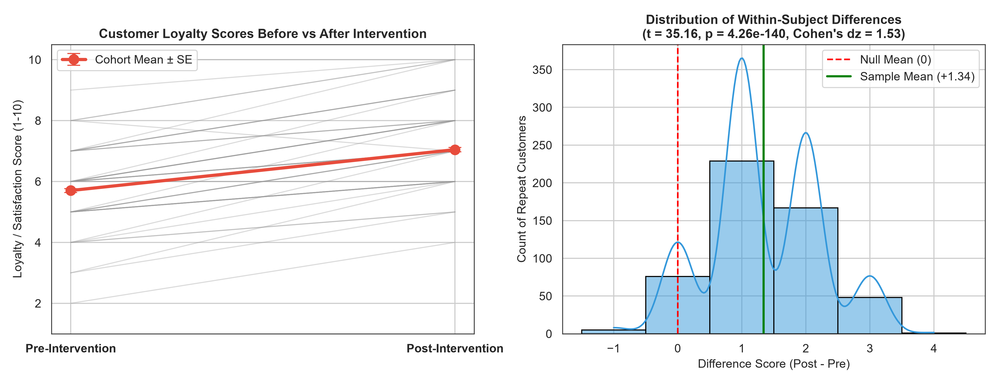 Customer Loyalty Scores Before vs After Intervention
Loyalty / Satisfaction Score (1-10)
10
8
6
4
2
Cohort Mean ± SE
Pre-Intervention
Post-Intervention
Distribution of Within-Subject Differences
(t = 35.16, p = 4.26e-140, Cohen's dz = 1.53)
Count of Repeat Customers
350
300
250
200
150
100
50
0
Null Mean (0)
Sample Mean (+1.34)
−1
0
1
2
3
4
Difference Score (Post - Pre)